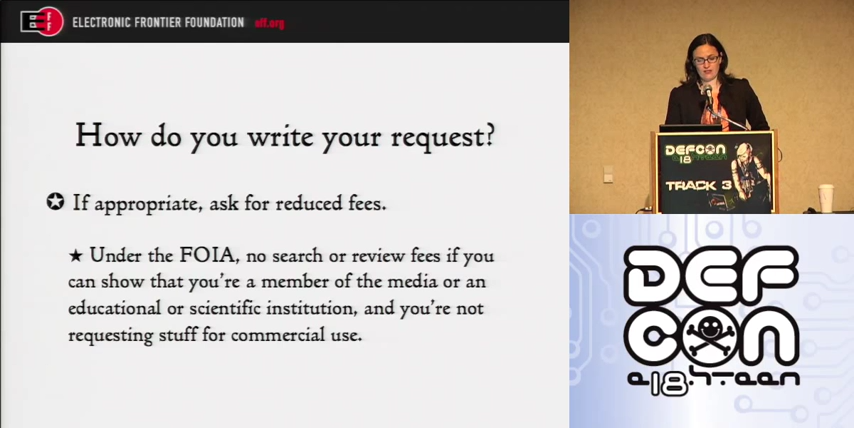 EFF
ELECTRONIC FRONTIER FOUNDATION eff.org
How do you write your request?
If appropriate, ask for reduced fees.
★ Under the FOIA, no search or review fees if you
can show that you're a member of the media or an
educational or scientific institution, and you're not
requesting stuff for commercial use.
DEFCON
18
TRACK 3
DEF
CON
e18h+een